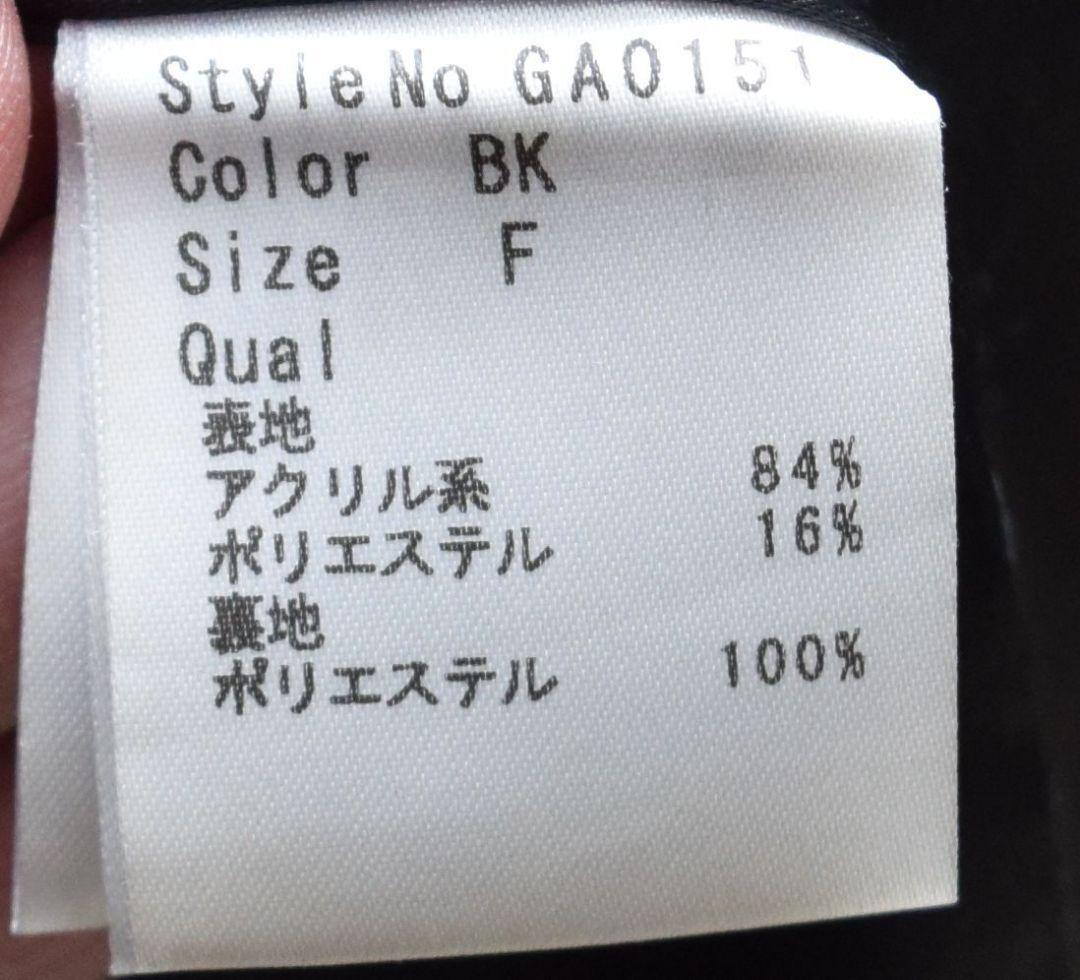 StyleNo GA0151
Color BK
Size F
Qual
表地
アクリル系 84%
ポリエステル 16%
裏地
ポリエステル 100%